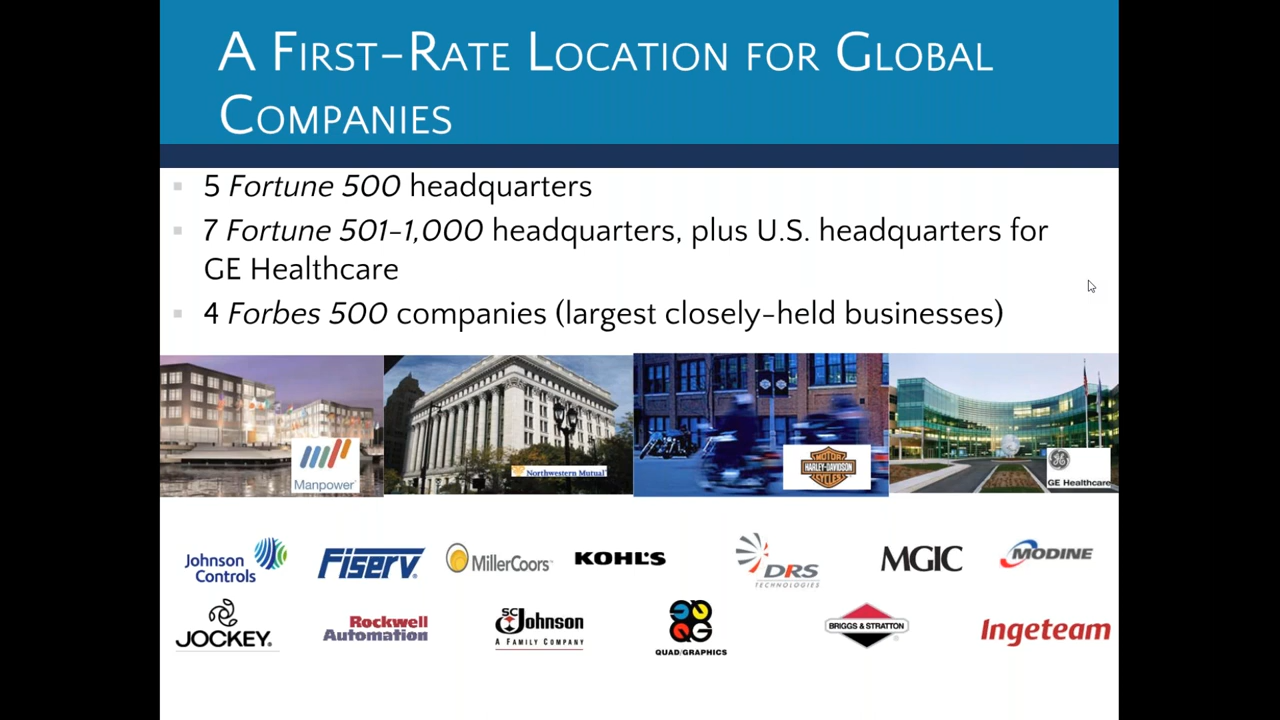 A First–Rate Location for Global
Companies
5 Fortune 500 headquarters
7 Fortune 501–1,000 headquarters, plus U.S. headquarters for
GE Healthcare
4 Forbes 500 companies (largest closely-held businesses)
Manpower
Northwestern Mutual
MOTOR
HARLEY-DAVIDSON
CYCLES
GE
GE Healthcare
Johnson
Controls
Fiserv.
MillerCoors
KOHL'S
DRS
TECHNOLOGIES
MGIC
MODINE
JOCKEY.
Rockwell
Automation
SC
Johnson
A FAMILY COMPANY
QUAD/GRAPHICS
BRIGGS & STRATTON
Ingeteam